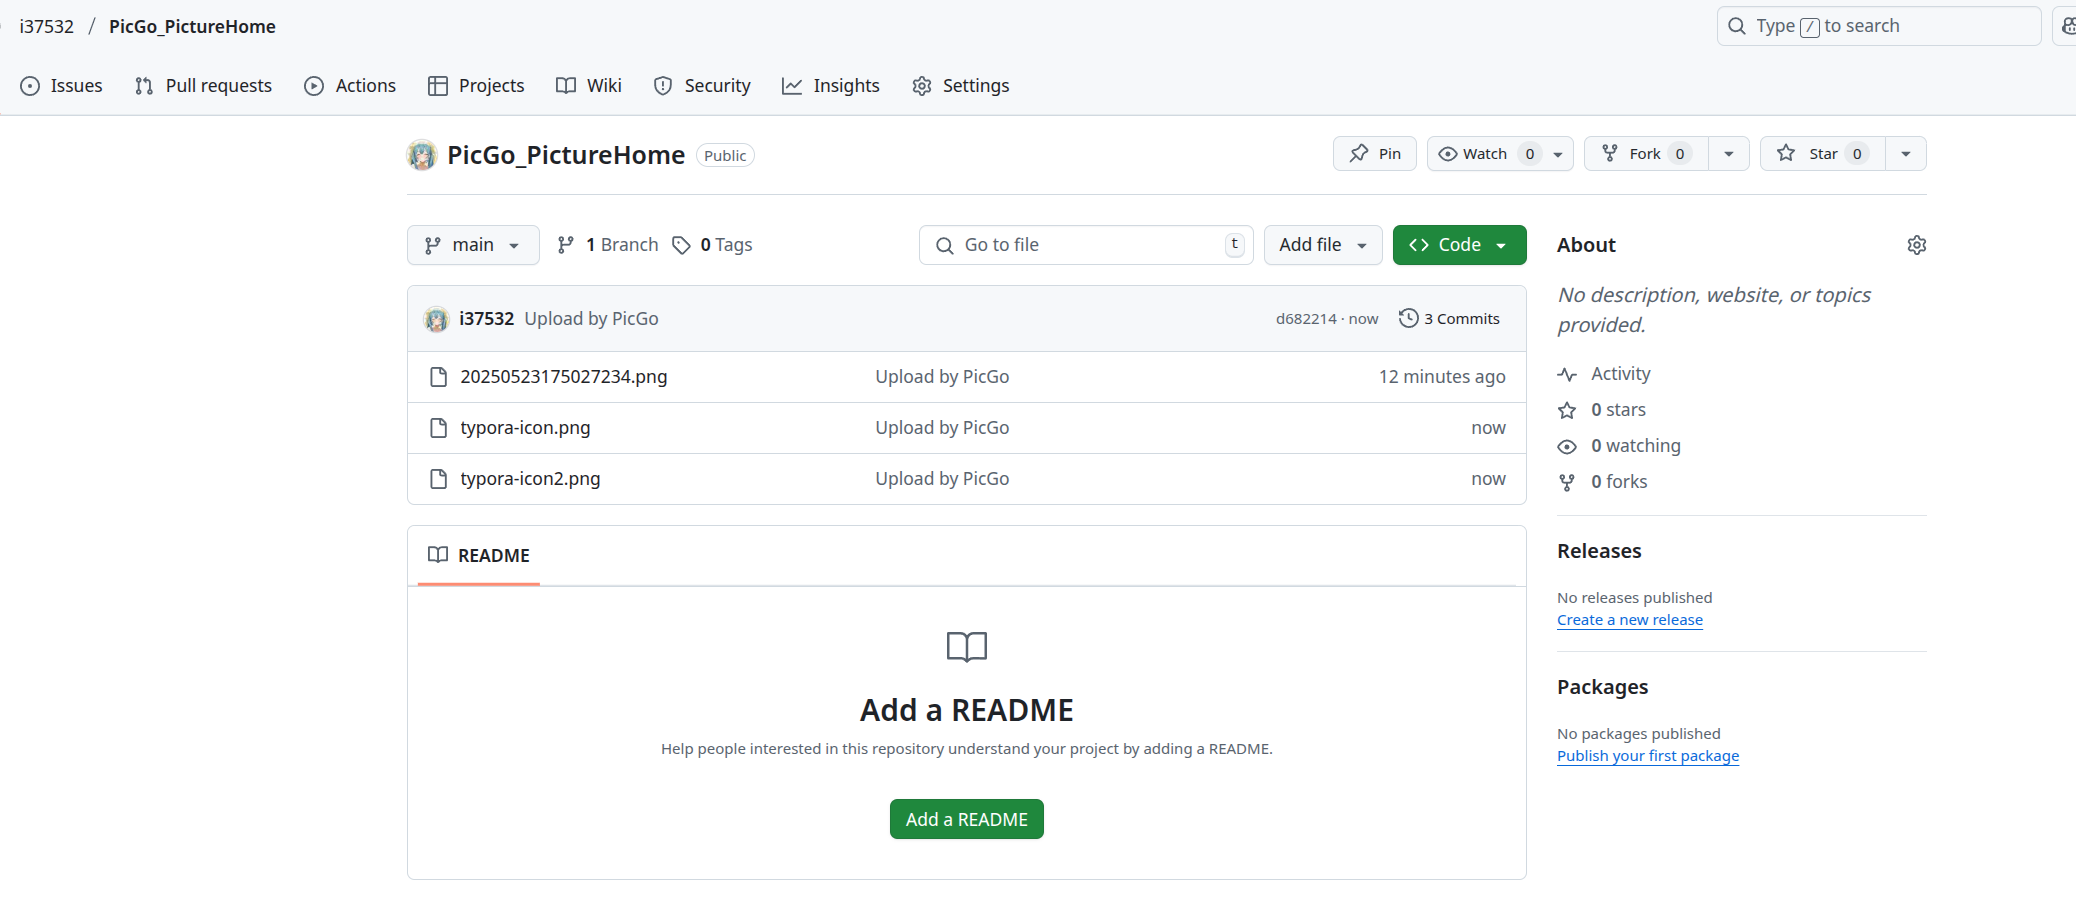 i37532 / PicGo_PictureHome
Type / to search
Issues Pull requests Actions Projects Wiki Security Insights Settings
PicGo_PictureHome Public
Pin Watch 0 Fork 0 Star 0
main 1 Branch 0 Tags Go to file t Add file Code
i37532 Upload by PicGo d682214 · now 3 Commits
20250523175027234.png Upload by PicGo 12 minutes ago
typora-icon.png Upload by PicGo now
typora-icon2.png Upload by PicGo now
README
Add a README
Help people interested in this repository understand your project by adding a README.
Add a README
About
No description, website, or topics
provided.
Activity
0 stars
0 watching
0 forks
Releases
No releases published
Create a new release
Packages
No packages published
Publish your first package